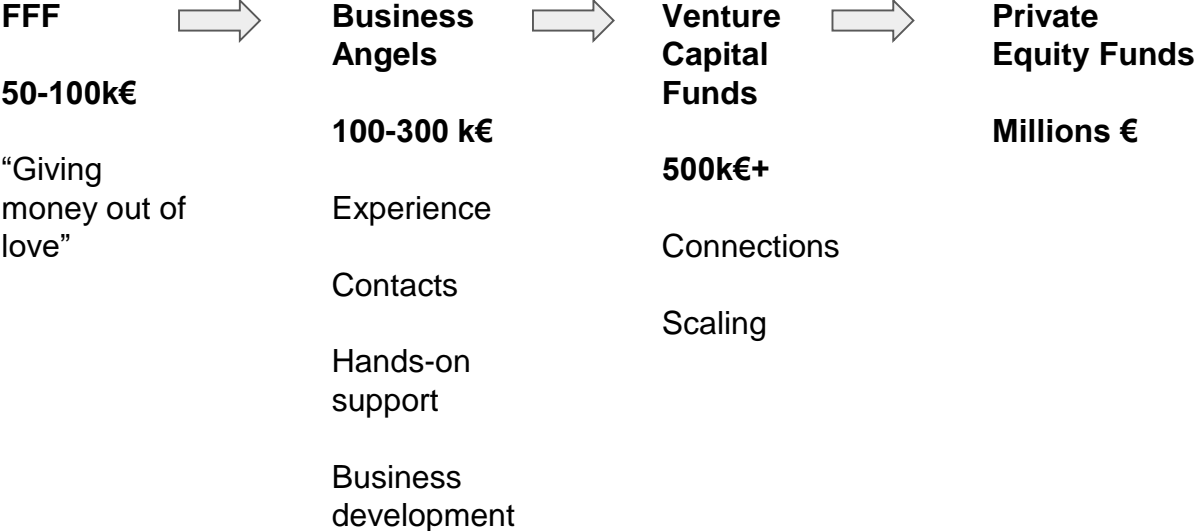 FFF
50-100k€
“Giving
money out of
love”
Business
Angels
100-300 k€
Experience
Contacts
Hands-on
support
Business
development
Venture
Capital
Funds
500k€+
Connections
Scaling
Private
Equity Funds
Millions €